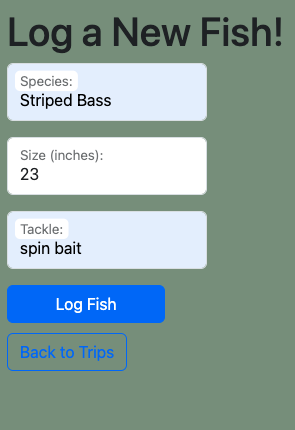 Log a New Fish!
Species:
Striped Bass
Size (inches):
23
Tackle:
spin bait
Log Fish
Back to Trips